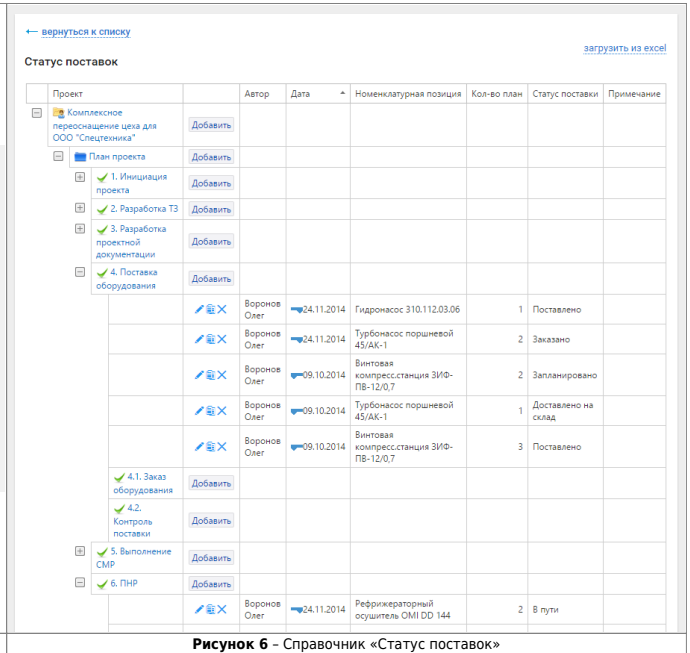 ← вернуться к списку
загрузить из excel
Статус поставок
Проект Автор Дата Номенклатурная позиция Кол-во план Статус поставки Примечание
Комплексное
переоснащение цеха для
ООО "Спецтехника"
Добавить
План проекта Добавить
1. Инициация
проекта
Добавить
2. Разработка ТЗ Добавить
3. Разработка
проектной
документации
Добавить
4. Поставка
оборудования
Добавить
Воронов
Олег
24.11.2014 Гидронасос 310.112.03.06 1 Поставлено
Воронов
Олег
24.11.2014
Турбонасос поршневой
45/АК-1
2 Заказано
Воронов
Олег
09.10.2014
Винтовая
компресс.станция ЗИФ-
ПВ-12/0,7
2 Запланировано
Воронов
Олег
09.10.2014
Турбонасос поршневой
45/АК-1
1
Доставлено на
склад
Воронов
Олег
09.10.2014
Винтовая
компресс.станция ЗИФ-
ПВ-12/0,7
3 Поставлено
4.1. Заказ
оборудования
Добавить
4.2.
Контроль
поставки
Добавить
5. Выполнение
СМР
Добавить
6. ПНР Добавить
Воронов
Олег
24.11.2014
Рефрижераторный
осушитель OMI DD 144
2 В пути
Рисунок 6 – Справочник «Статус поставок»